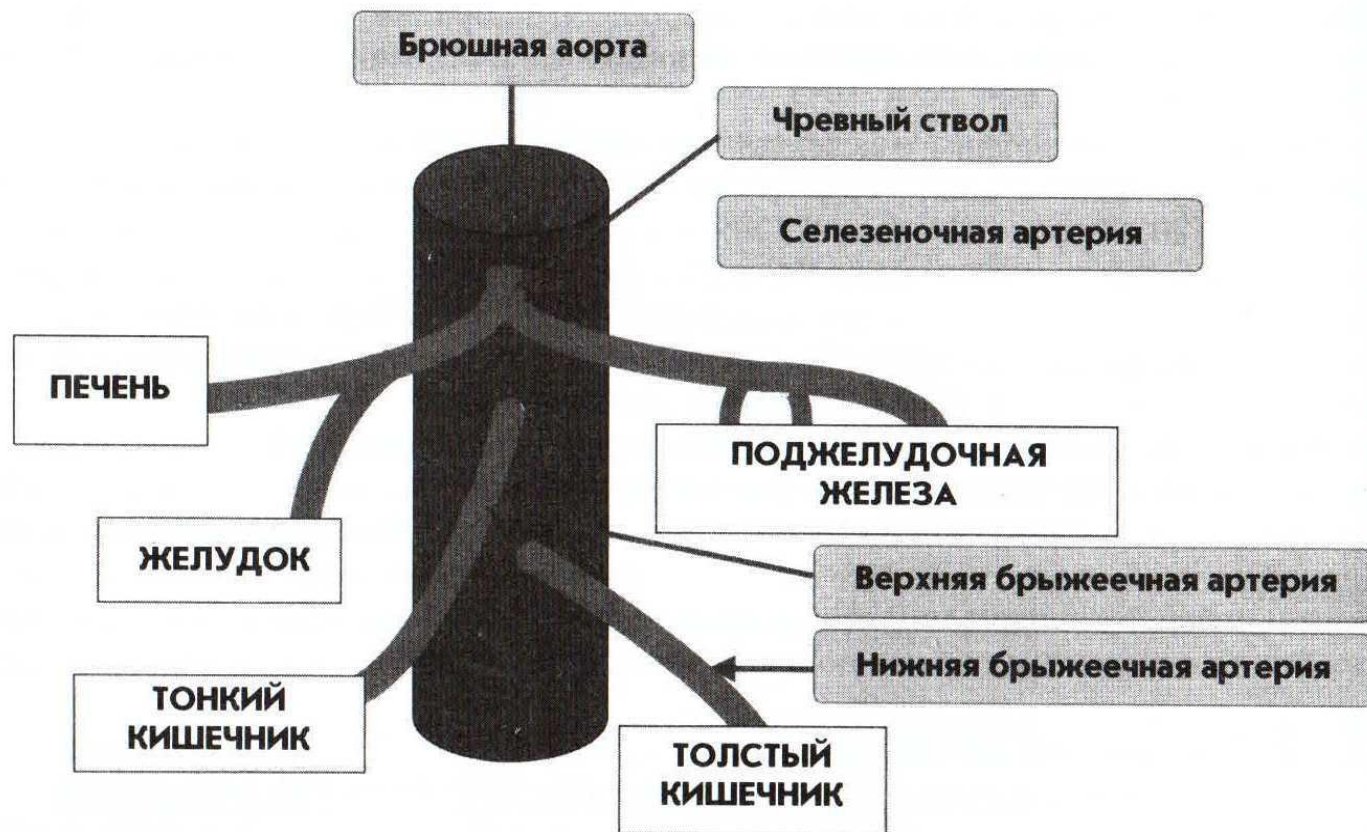 Брюшная аорта
Чревный ствол
Селезеночная артерия
ПЕЧЕНЬ
ПОДЖЕЛУДОЧНАЯ
ЖЕЛЕЗА
ЖЕЛУДОК
Верхняя брыжеечная артерия
Нижняя брыжеечная артерия
ТОНКИЙ
КИШЕЧНИК
ТОЛСТЫЙ
КИШЕЧНИК